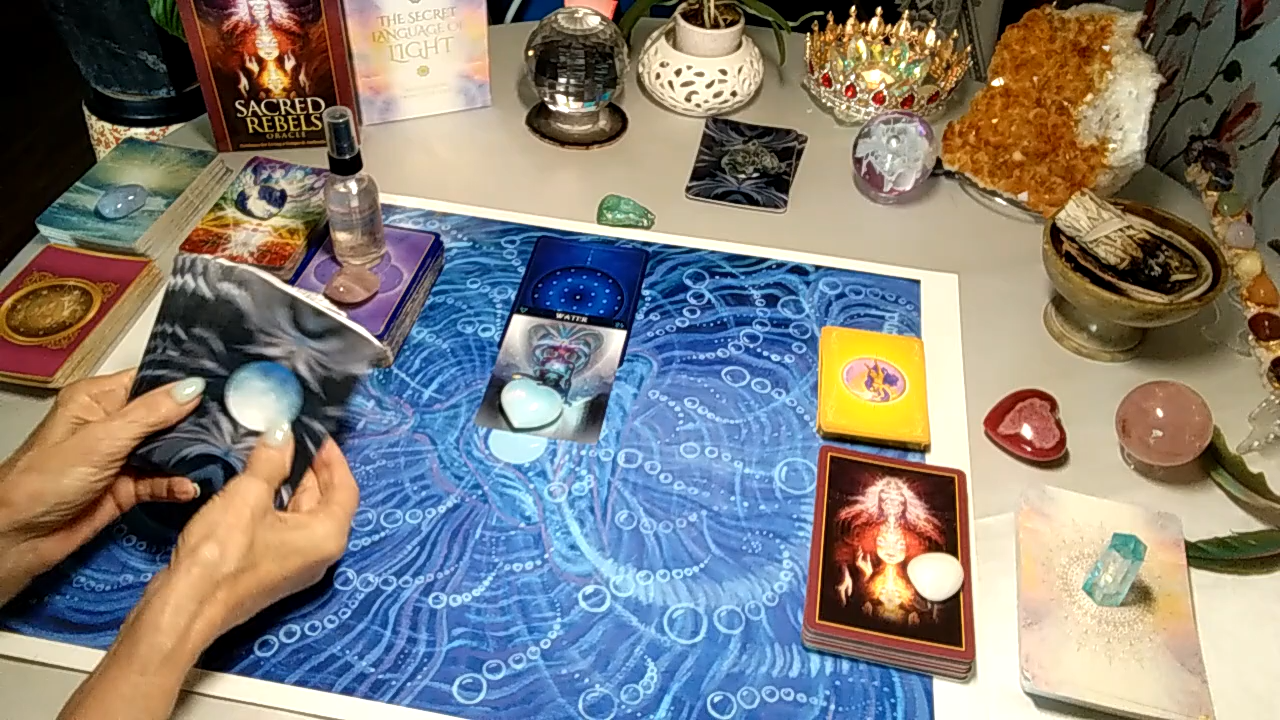 SACRED
REBELS
ORACLE
THE SECRET
LANGUAGE OF
LIGHT
WATER